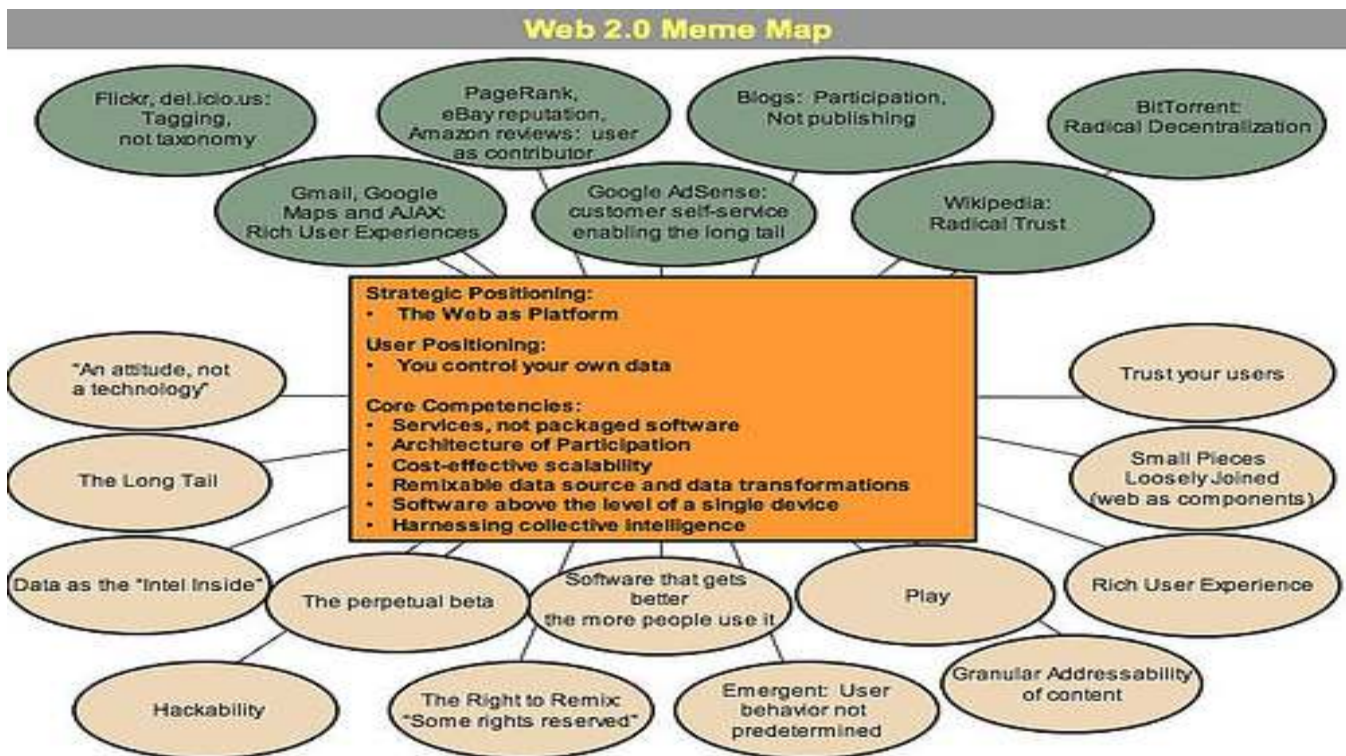 Web 2.0 Meme Map
Flickr, del.icio.us:
Tagging,
not taxonomy
PageRank,
eBay reputation,
Amazon reviews: user
as contributor
Blogs: Participation,
Not publishing
BitTorrent:
Radical Decentralization
Gmail, Google
Maps and AJAX:
Rich User Experiences
Google AdSense:
customer self-service
enabling the long tail
Wikipedia:
Radical Trust
Strategic Positioning:
• The Web as Platform
User Positioning:
• You control your own data
Core Competencies:
• Services, not packaged software
• Architecture of Participation
• Cost-effective scalability
• Remixable data source and data transformations
• Software above the level of a single device
• Harnessing collective intelligence
"An attitude, not
a technology"
Trust your users
The Long Tail
Small Pieces
Loosely Joined
(web as components)
Data as the "Intel Inside"
The perpetual beta
Software that gets
better
the more people use it
Play
Rich User Experience
Hackability
The Right to Remix:
"Some rights reserved"
Emergent: User
behavior not
predetermined
Granular Addressability
of content